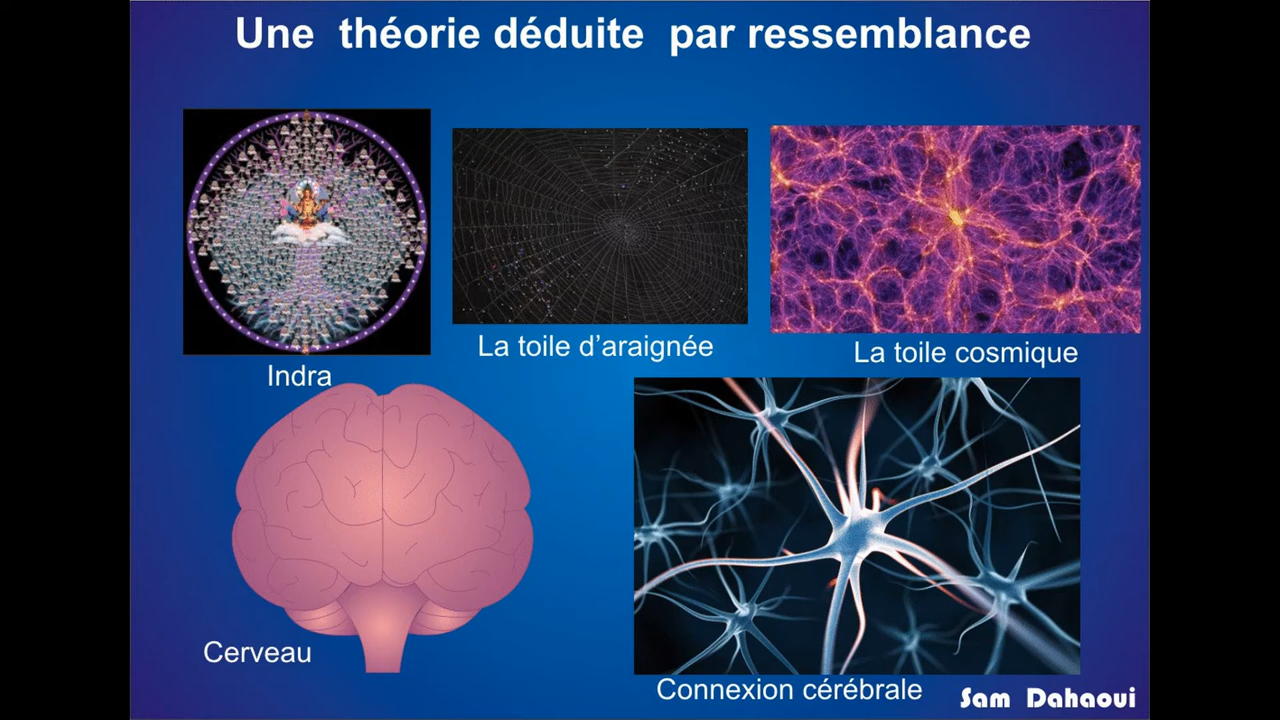 Une théorie déduite par ressemblance
La toile d’araignée
La toile cosmique
Indra
Cerveau
Connexion cérébrale
Sam Dahaoui